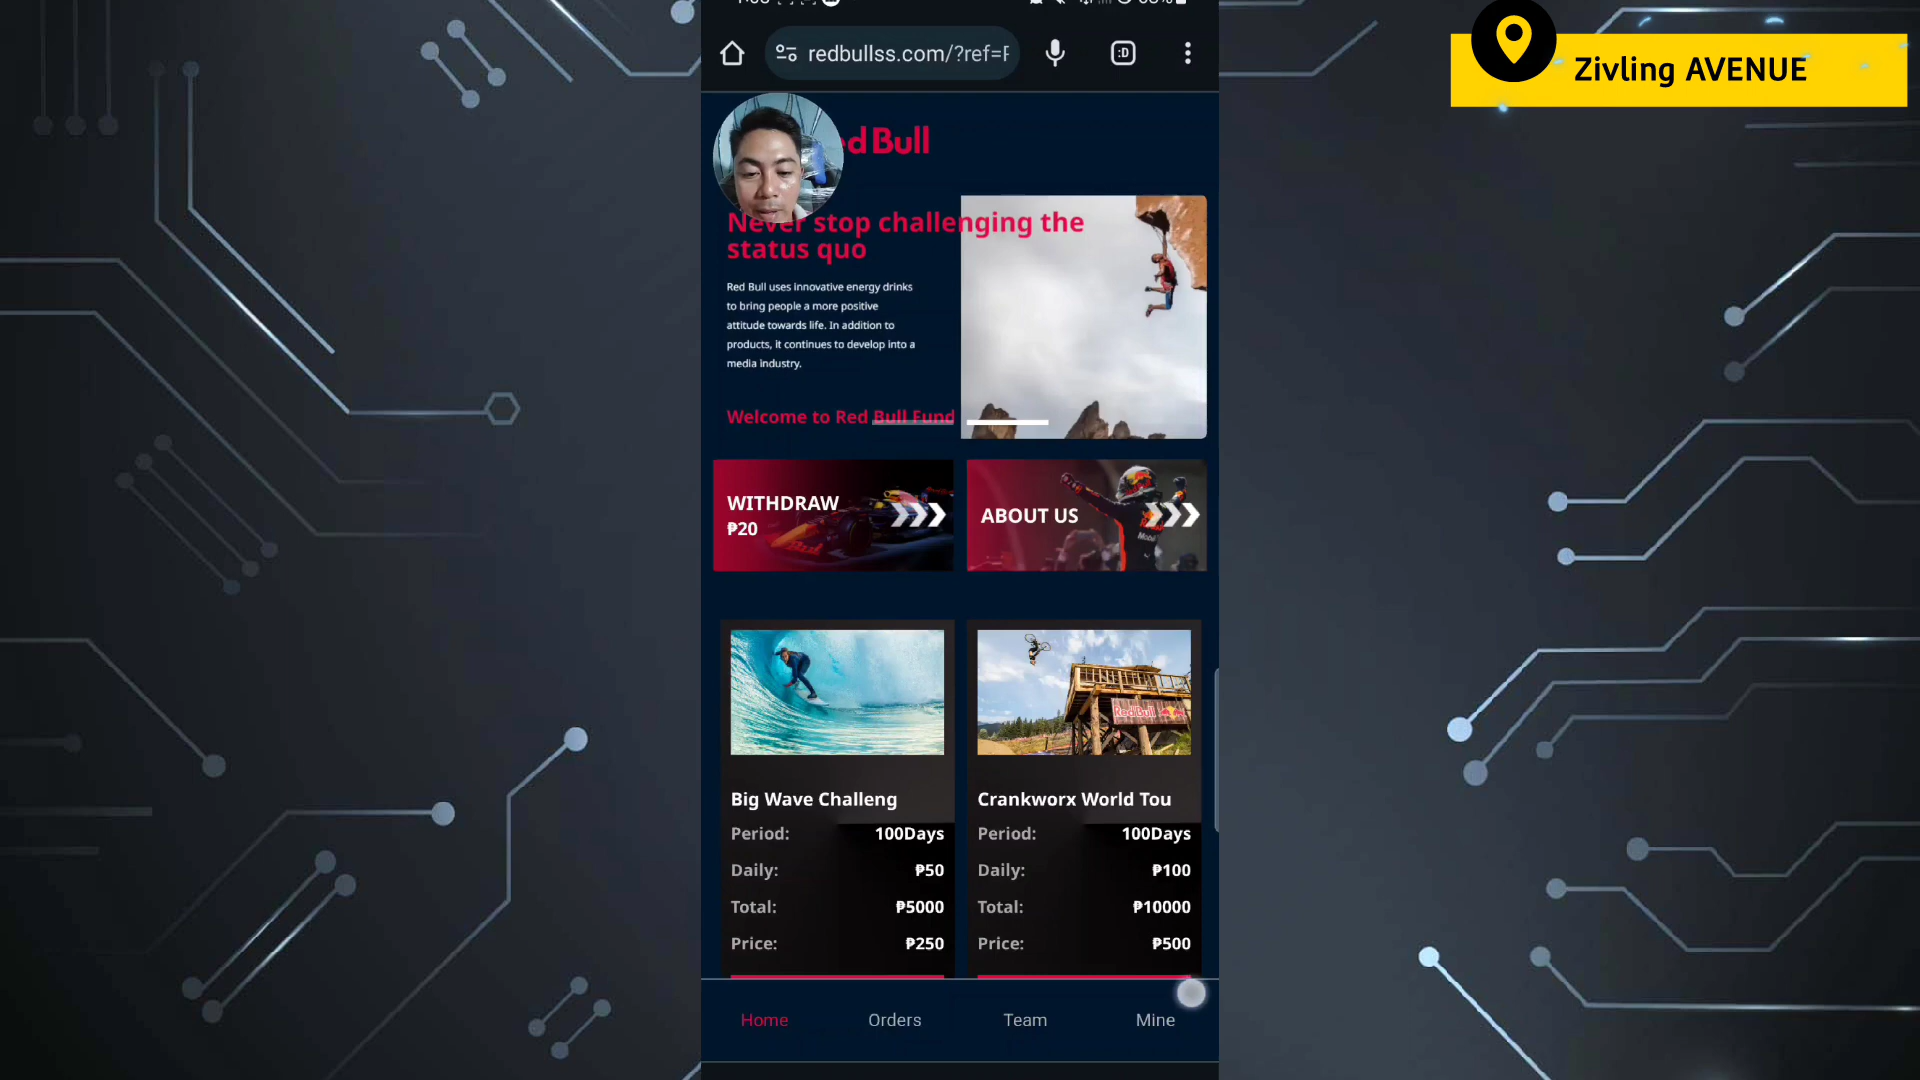 redbullss.com/?ref=F
:D
Zivling AVENUE
ed Bull
Never stop challenging the
status quo
Red Bull uses innovative energy drinks
to bring people a more positive
attitude towards life. In addition to
products, it continues to develop into a
media industry.
Welcome to Red Bull Fund
WITHDRAW
₱20
ABOUT US
Red Bull
Big Wave Challeng
Crankworx World Tou
Period: 100Days
Period: 100Days
Daily: ₱50
Daily: ₱100
Total: ₱5000
Total: ₱10000
Price: ₱250
Price: ₱500
Home
Orders
Team
Mine